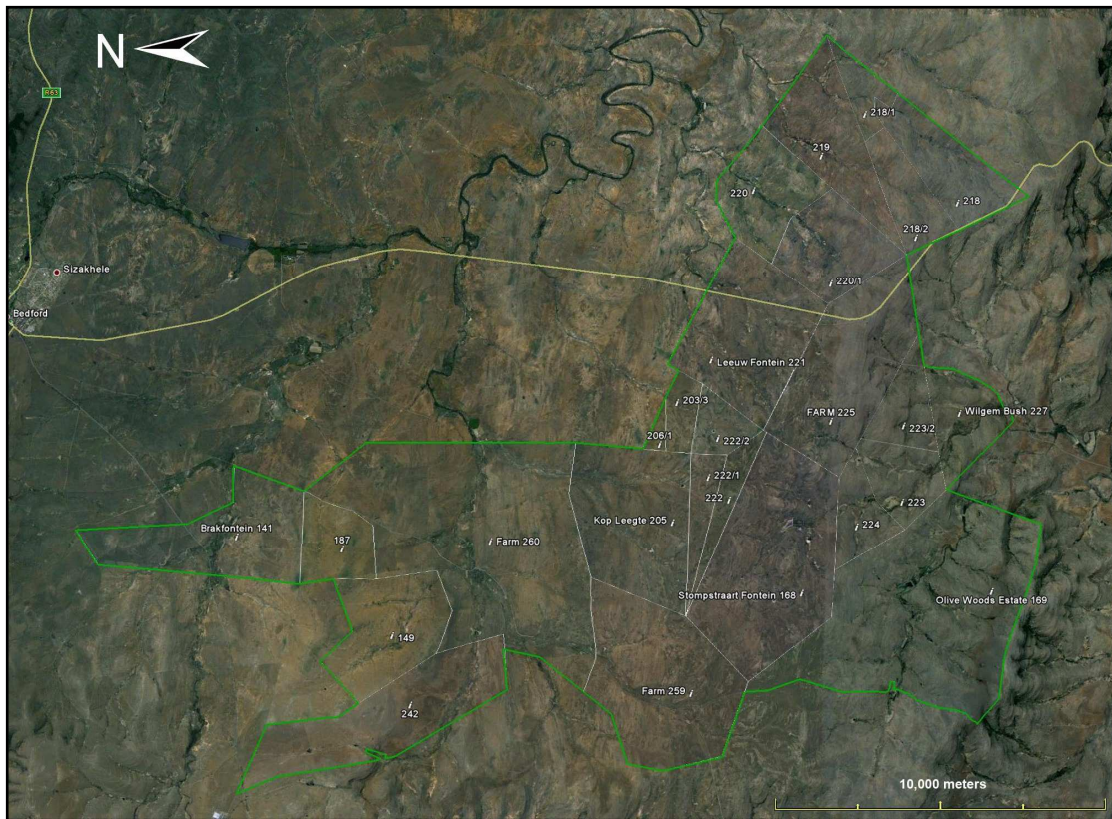 N
R63
218/1
219
220
218
Sizakhele
218/2
220/1
Bedford
Leeuw Fontein 221
203/3
FARM 225
Wilgem Bush 227
223/2
206/1
222/2
222/1
222
223
Kop Leegte 205
224
Brakfontein 141
187
Farm 260
Stompstraart Fontein 168
Olive Woods Estate 169
149
Farm 259
242
10,000 meters